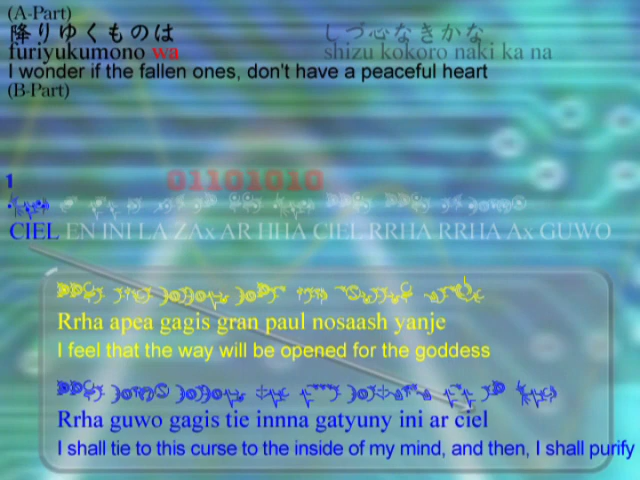 (A-Part)
降りゆくものは しづ心なきかな
furiyukumono wa shizu kokoro naki ka na
I wonder if the fallen ones, don't have a peaceful heart
(B-Part)
1
01101010
CIEL EN INI LA ZAx AR HHA CIEL RRHA RRHA Ax GUWO
Rrha apea gagis gran paul nosaash yanje
I feel that the way will be opened for the goddess
Rrha guwo gagis tie innna gatyuny ini ar ciel
I shall tie to this curse to the inside of my mind, and then, I shall purify